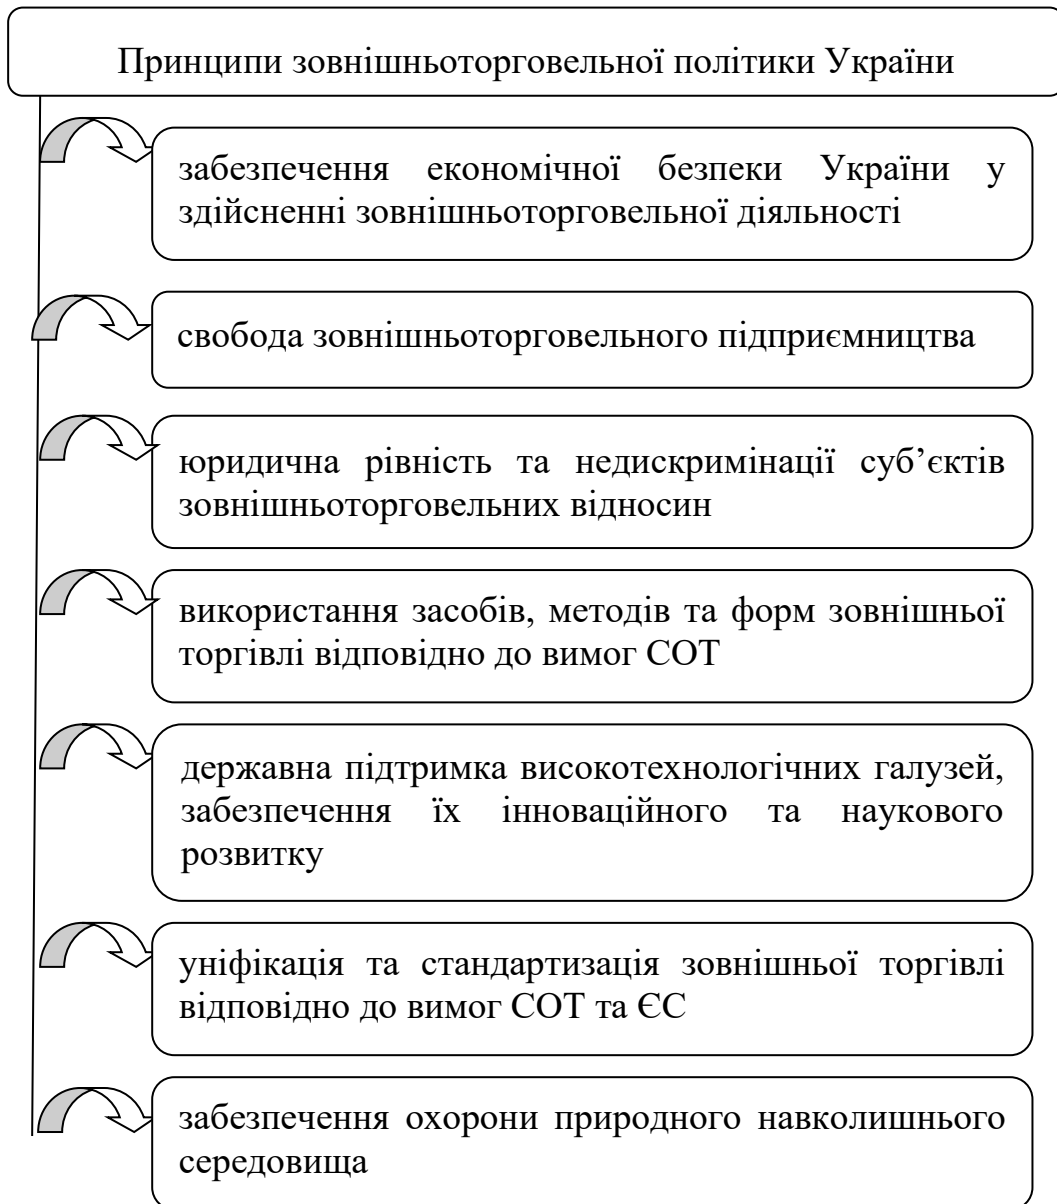 Принципи зовнішньоторговельної політики України
забезпечення економічної безпеки України у
здійсненні зовнішньоторговельної діяльності
свобода зовнішньоторговельного підприємництва
юридична рівність та недискримінації суб’єктів
зовнішньоторговельних відносин
використання засобів, методів та форм зовнішньої
торгівлі відповідно до вимог СОТ
державна підтримка високотехнологічних галузей,
забезпечення їх інноваційного та наукового
розвитку
уніфікація та стандартизація зовнішньої торгівлі
відповідно до вимог СОТ та ЄС
забезпечення охорони природного навколишнього
середовища